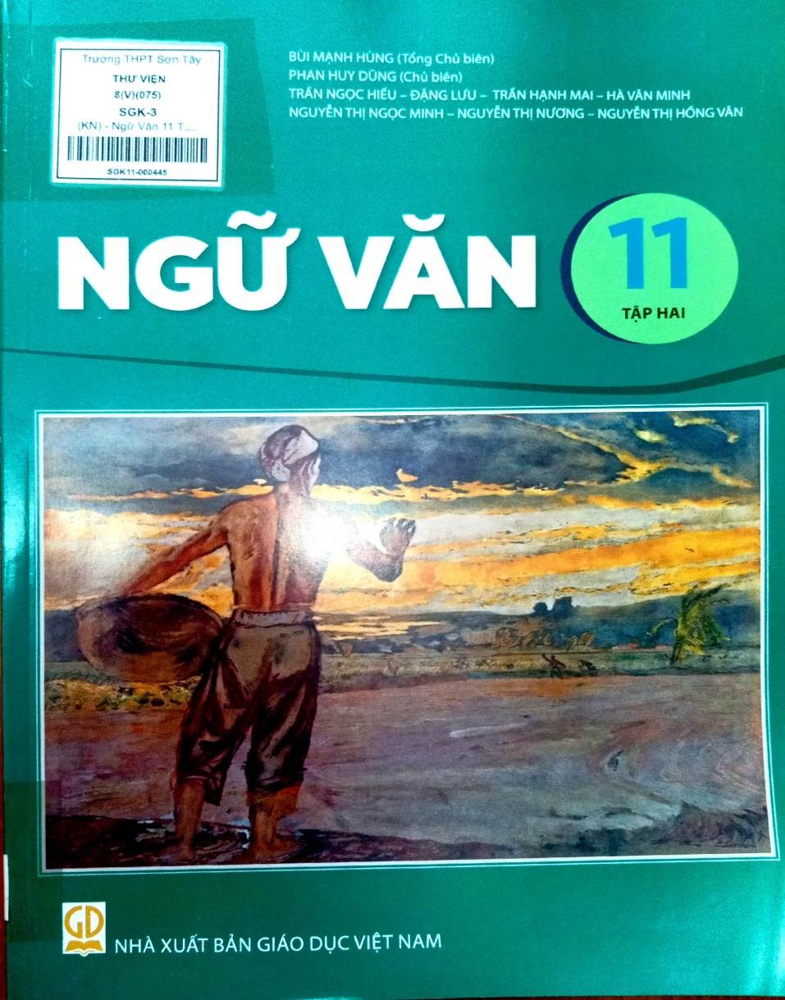 Trường THPT Sơn Tây
THƯ VIỆN
8(V)(075)
SGK-3
(KN) - Ngữ Văn 11 T....
SGK11-000445
BÙI MẠNH HÙNG (Tổng Chủ biên)
PHAN HUY DŨNG (Chủ biên)
TRẦN NGỌC HIẾU – ĐẶNG LƯU – TRẦN HẠNH MAI – HÀ VĂN MINH
NGUYỄN THỊ NGỌC MINH – NGUYỄN THỊ NƯƠNG – NGUYỄN THỊ HỒNG VÂN
NGỮ VĂN
11
TẬP HAI
GD
NHÀ XUẤT BẢN GIÁO DỤC VIỆT NAM